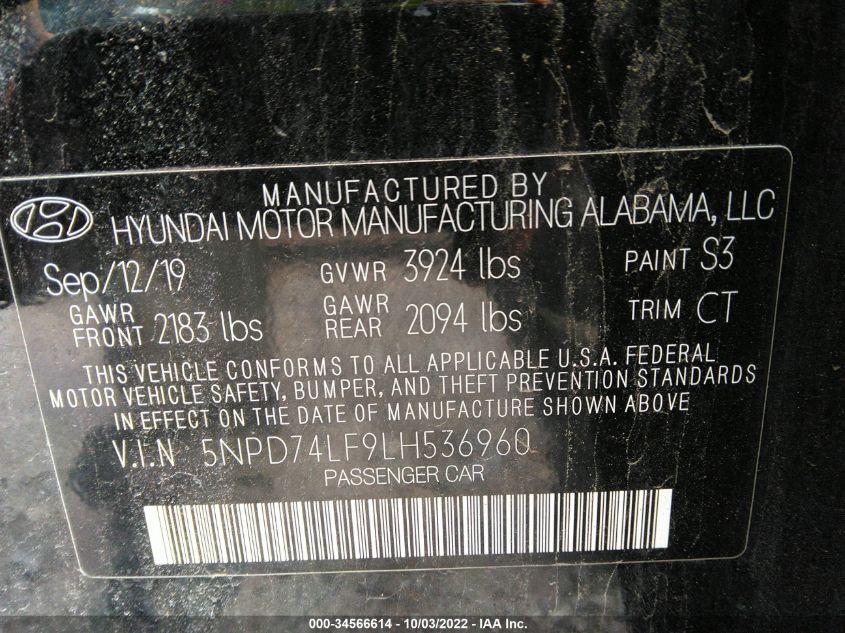 MANUFACTURED BY
HYUNDAI MOTOR MANUFACTURING ALABAMA, LLC
Sep/12/19 GVWR 3924 lbs PAINT S3
GAWR FRONT 2183 lbs GAWR REAR 2094 lbs TRIM CT
THIS VEHICLE CONFORMS TO ALL APPLICABLE U.S.A. FEDERAL
MOTOR VEHICLE SAFETY, BUMPER, AND THEFT PREVENTION STANDARDS
IN EFFECT ON THE DATE OF MANUFACTURE SHOWN ABOVE
V.I.N 5NPD74LF9LH536960
PASSENGER CAR
000-34566614 - 10/03/2022 - IAA Inc.